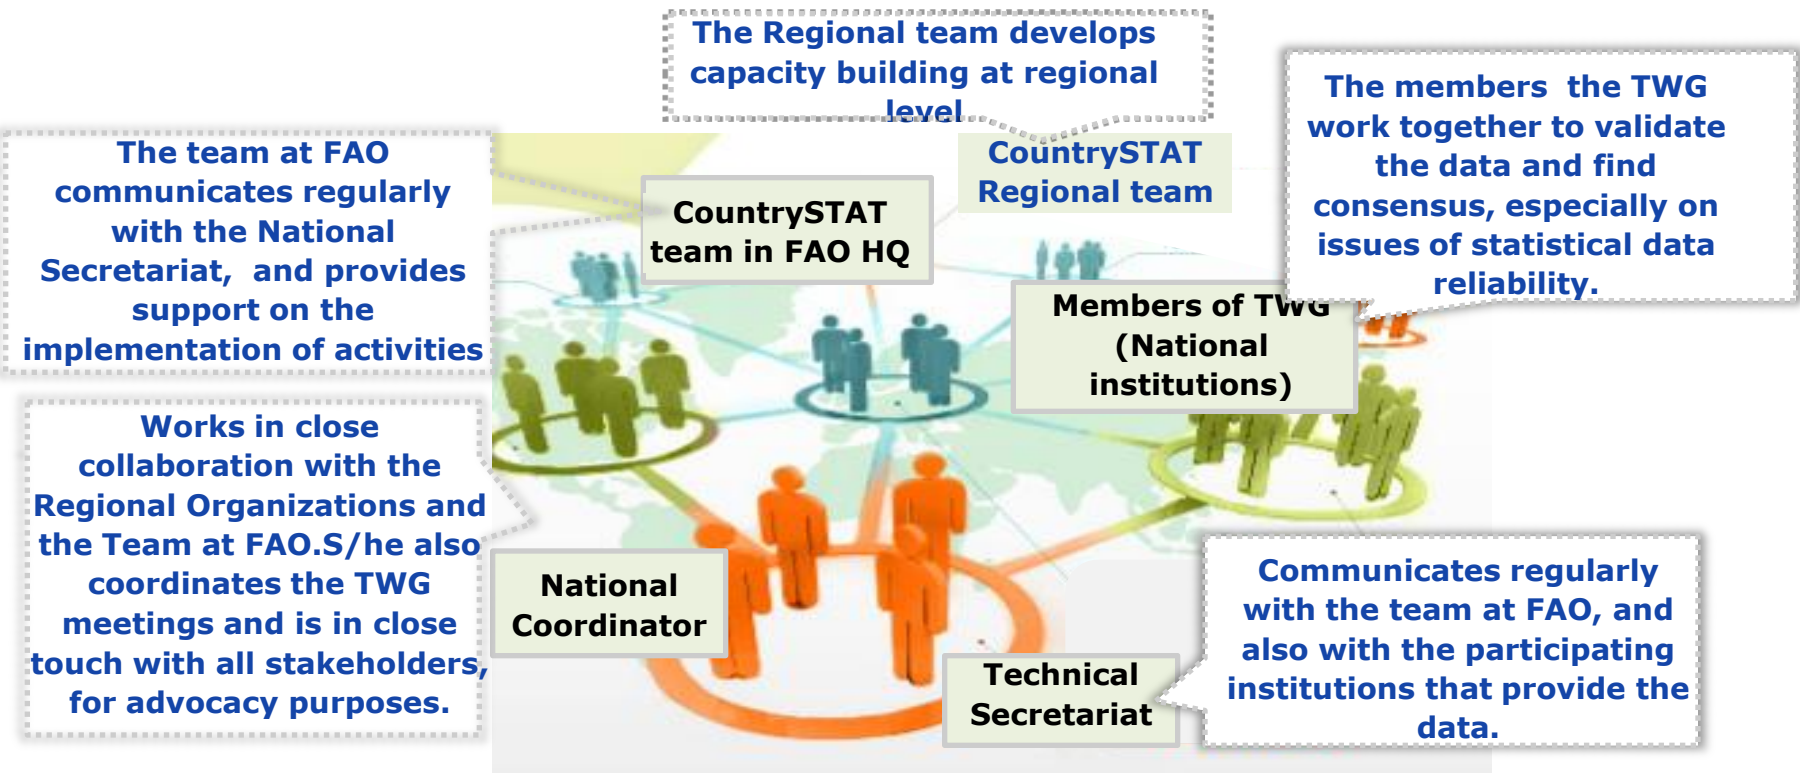 The Regional team develops
capacity building at regional
level
The members  the TWG
work together to validate
the data and find
consensus, especially on
issues of statistical data
reliability.
The team at FAO
communicates regularly
with the National
Secretariat,  and provides
support on the
implementation of activities
CountrySTAT
Regional team
CountrySTAT
team in FAO HQ
Members of TWG
(National
institutions)
Works in close
collaboration with the
Regional Organizations and
the Team at FAO.S/he also
coordinates the TWG
meetings and is in close
touch with all stakeholders,
for advocacy purposes.
National
Coordinator
Technical
Secretariat
Communicates regularly
with the team at FAO, and
also with the participating
institutions that provide the
data.